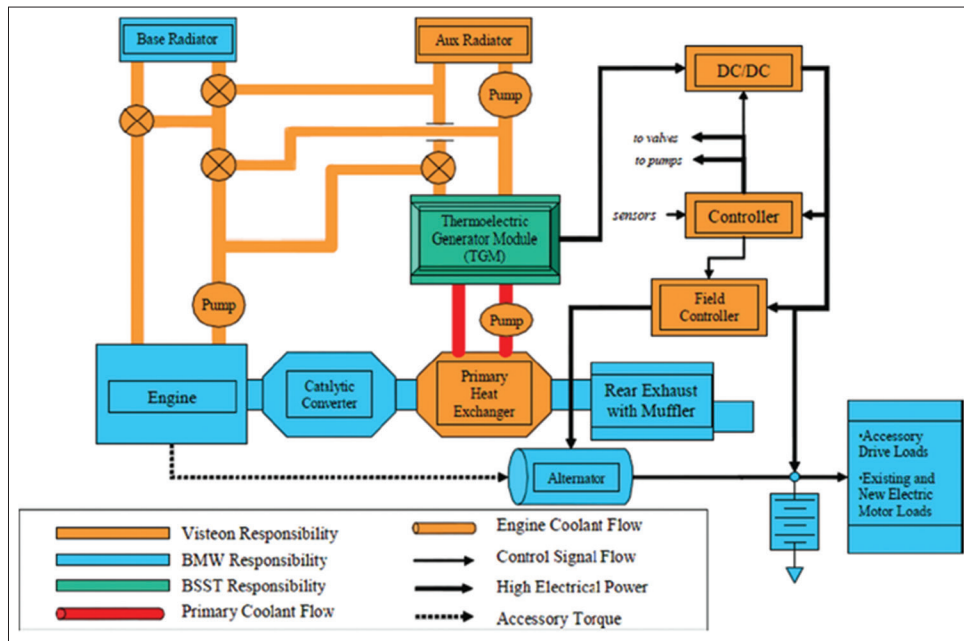 Base Radiator
Aux Radiator
DC/DC
Pump
to valves
to pumps
sensors
Controller
Thermoelectric
Generator Module
(TGM)
Field
Controller
Pump
Pump
Engine
Catalytic
Converter
Primary
Heat
Exchanger
Rear Exhaust
with Muffler
Alternator
•Accessory
Drive Loads
•Existing and
New Electric
Motor Loads
Visteon Responsibility
BMW Responsibility
BSST Responsibility
Primary Coolant Flow
Engine Coolant Flow
Control Signal Flow
High Electrical Power
Accessory Torque